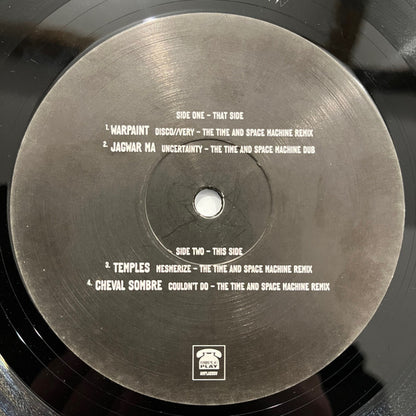 SIDE ONE – THAT SIDE
1. WARPAINT DISCO//VERY – THE TIME AND SPACE MACHINE REMIX
2. JAGWAR MA UNCERTAINTY – THE TIME AND SPACE MACHINE DUB
SIDE TWO – THIS SIDE
3. TEMPLES MESMERIZE – THE TIME AND SPACE MACHINE REMIX
4. CHEVAL SOMBRE COULDN'T DO – THE TIME AND SPACE MACHINE REMIX
PLAY